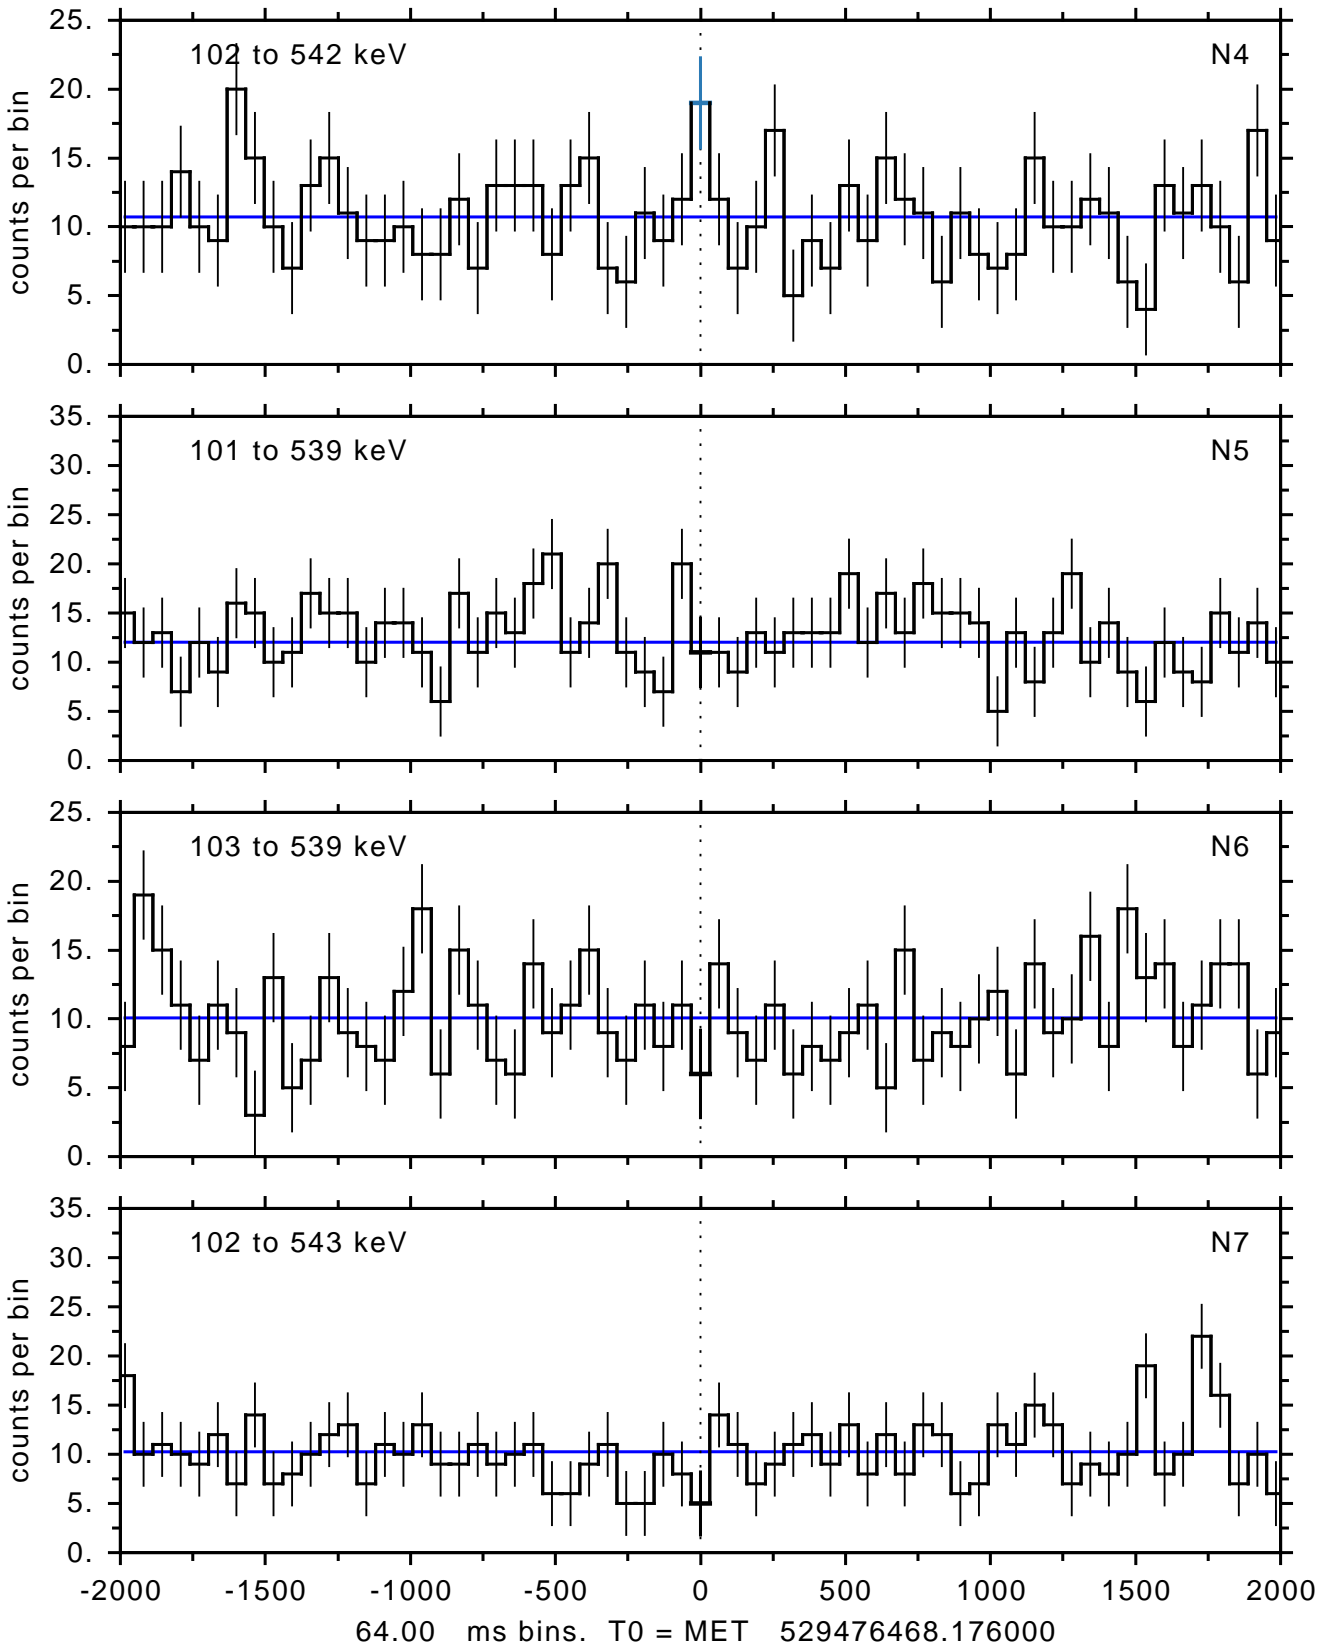 25.
20.
15.
10.
5.
0.
counts per bin
102 to 542 keV
N4
35.
30.
25.
20.
15.
10.
5.
0.
counts per bin
101 to 539 keV
N5
25.
20.
15.
10.
5.
0.
counts per bin
103 to 539 keV
N6
35.
30.
25.
20.
15.
10.
5.
0.
counts per bin
102 to 543 keV
N7
-2000 -1500 -1000 -500 0 500 1000 1500 2000
64.00 ms bins. T0 = MET 529476468.176000